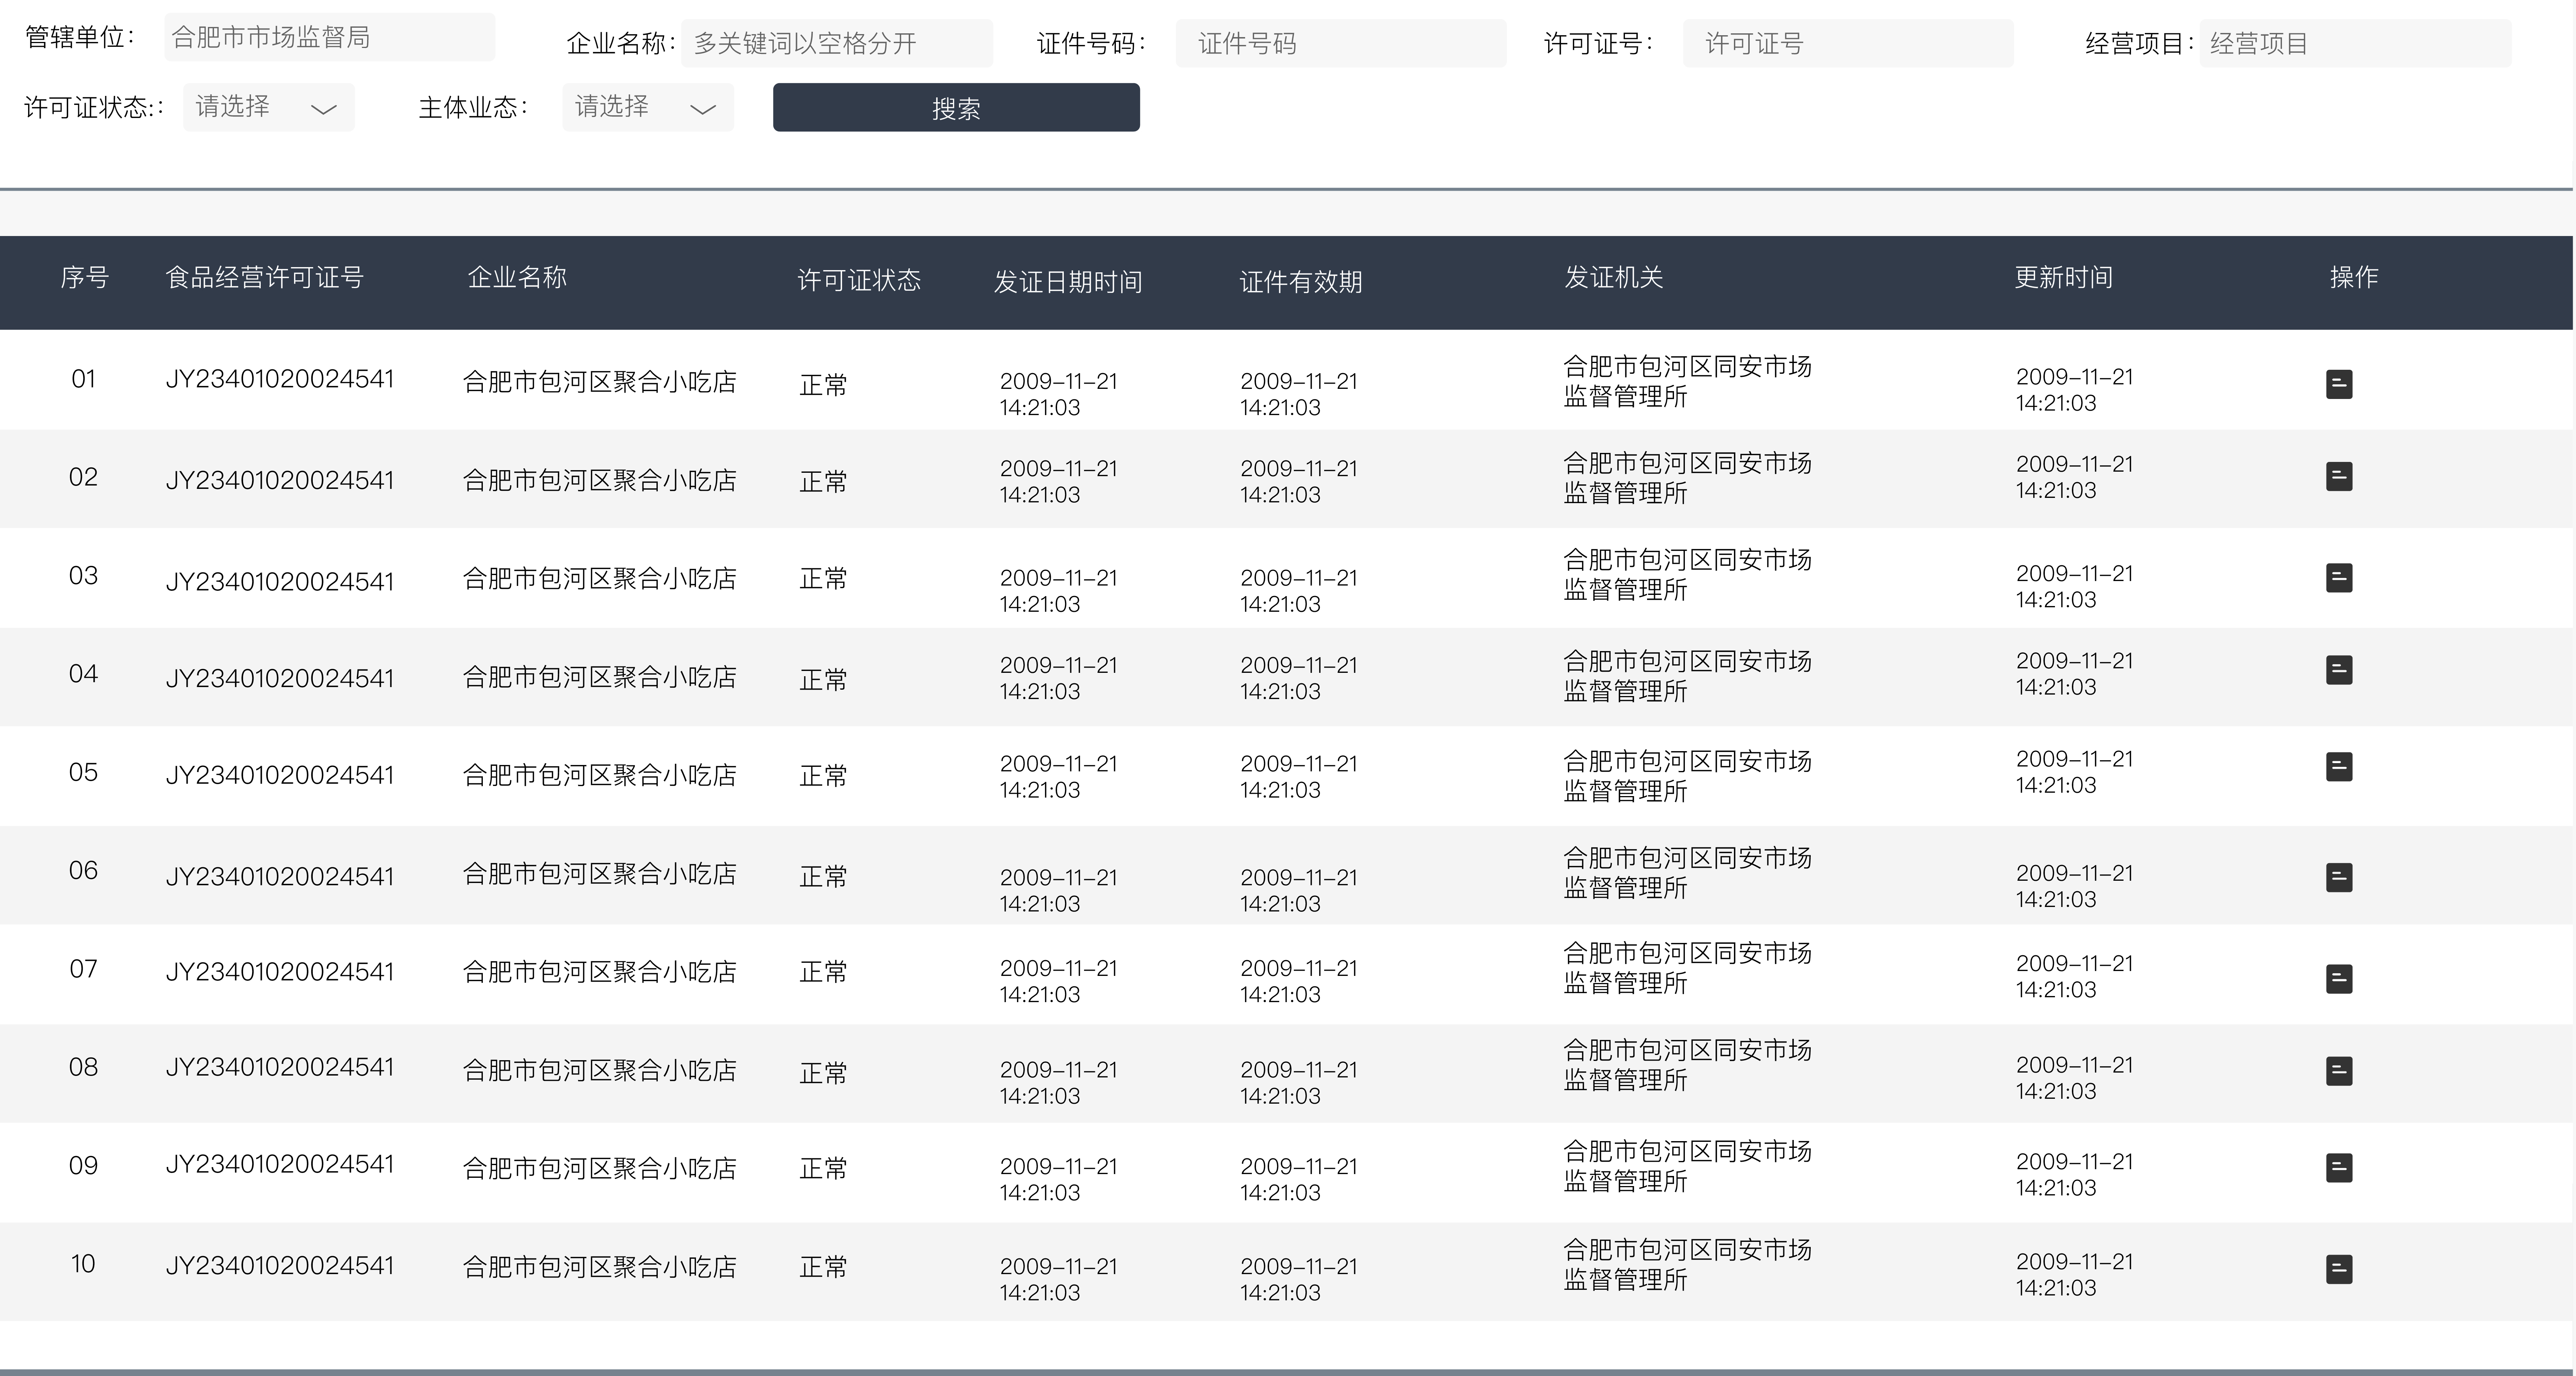 管辖单位： 合肥市市场监督局 企业名称： 多关键词以空格分开 证件号码： 证件号码 许可证号： 许可证号 经营项目： 经营项目
许可证状态:： 请选择 主体业态： 请选择 搜索
序号 食品经营许可证号 企业名称 许可证状态 发证日期时间 证件有效期 发证机关 更新时间 操作
01 JY23401020024541 合肥市包河区聚合小吃店 正常 2009-11-21 2009-11-21 合肥市包河区同安市场 2009-11-21
14:21:03 14:21:03 监督管理所 14:21:03
02 JY23401020024541 合肥市包河区聚合小吃店 正常 2009-11-21 2009-11-21 合肥市包河区同安市场 2009-11-21
14:21:03 14:21:03 监督管理所 14:21:03
03 JY23401020024541 合肥市包河区聚合小吃店 正常 2009-11-21 2009-11-21 合肥市包河区同安市场 2009-11-21
14:21:03 14:21:03 监督管理所 14:21:03
04 JY23401020024541 合肥市包河区聚合小吃店 正常 2009-11-21 2009-11-21 合肥市包河区同安市场 2009-11-21
14:21:03 14:21:03 监督管理所 14:21:03
05 JY23401020024541 合肥市包河区聚合小吃店 正常 2009-11-21 2009-11-21 合肥市包河区同安市场 2009-11-21
14:21:03 14:21:03 监督管理所 14:21:03
06 JY23401020024541 合肥市包河区聚合小吃店 正常 2009-11-21 2009-11-21 合肥市包河区同安市场 2009-11-21
14:21:03 14:21:03 监督管理所 14:21:03
07 JY23401020024541 合肥市包河区聚合小吃店 正常 2009-11-21 2009-11-21 合肥市包河区同安市场 2009-11-21
14:21:03 14:21:03 监督管理所 14:21:03
08 JY23401020024541 合肥市包河区聚合小吃店 正常 2009-11-21 2009-11-21 合肥市包河区同安市场 2009-11-21
14:21:03 14:21:03 监督管理所 14:21:03
09 JY23401020024541 合肥市包河区聚合小吃店 正常 2009-11-21 2009-11-21 合肥市包河区同安市场 2009-11-21
14:21:03 14:21:03 监督管理所 14:21:03
10 JY23401020024541 合肥市包河区聚合小吃店 正常 2009-11-21 2009-11-21 合肥市包河区同安市场 2009-11-21
14:21:03 14:21:03 监督管理所 14:21:03